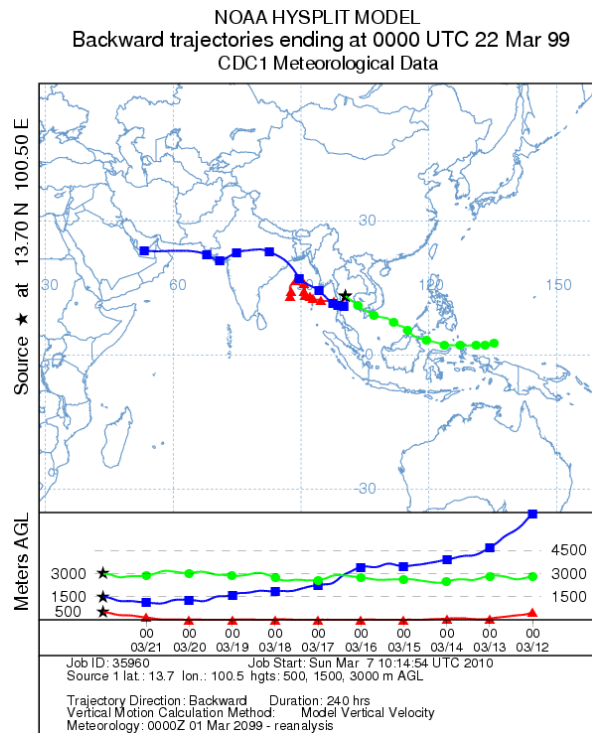 NOAA HYSPLIT MODEL
Backward trajectories ending at 0000 UTC 22 Mar 99
CDC1 Meteorological Data
Source ★ at 13.70 N 100.50 E
30
0
-30
30 60 120 150
Meters AGL
3000
1500
500
4500
3000
1500
00 00 00 00 00 00 00 00 00 00
03/21 03/20 03/19 03/18 03/17 03/16 03/15 03/14 03/13 03/12
Job ID: 35960 Job Start: Sun Mar 7 10:14:54 UTC 2010
Source 1 lat.: 13.7 lon.: 100.5 hgts: 500, 1500, 3000 m AGL
Trajectory Direction: Backward Duration: 240 hrs
Vertical Motion Calculation Method: Model Vertical Velocity
Meteorology: 0000Z 01 Mar 2099 - reanalysis